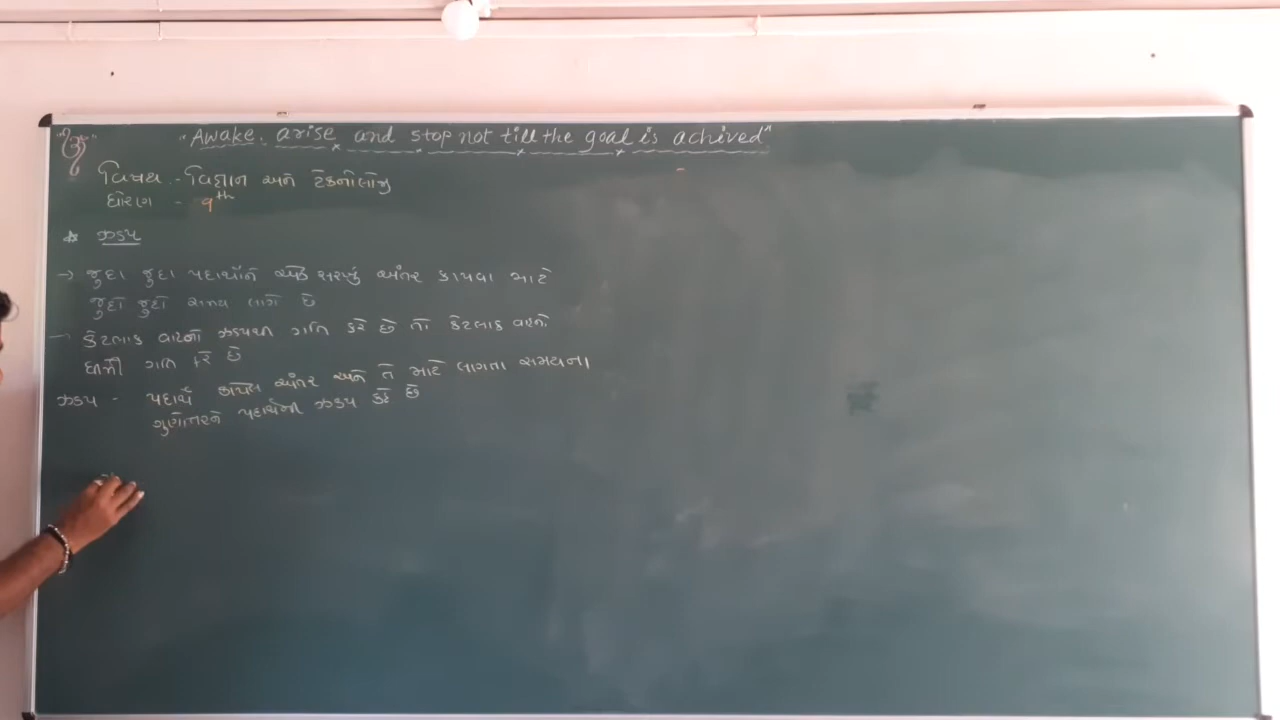 "ૐ"
"Awake, arise and stop not till the goal is achived"
વિષય - વિજ્ઞાન અને ટેકનોલોજી
ધોરણ - 9th
☆ ઝડપ
→ જુદા જુદા પદાર્થોને એક સરખું અંતર કાપવા માટે
જુદો જુદો સમય લાગે છે
→ કેટલાક વાહનો ઝડપથી ગતિ કરે છે તો કેટલાક વાહનો
ધીમી ગતિ કરે છે
ઝડપ - પદાર્થે કાપેલ અંતર અને તે માટે લાગતા સમયના
ગુણોત્તરને પદાર્થની ઝડપ કહે છે